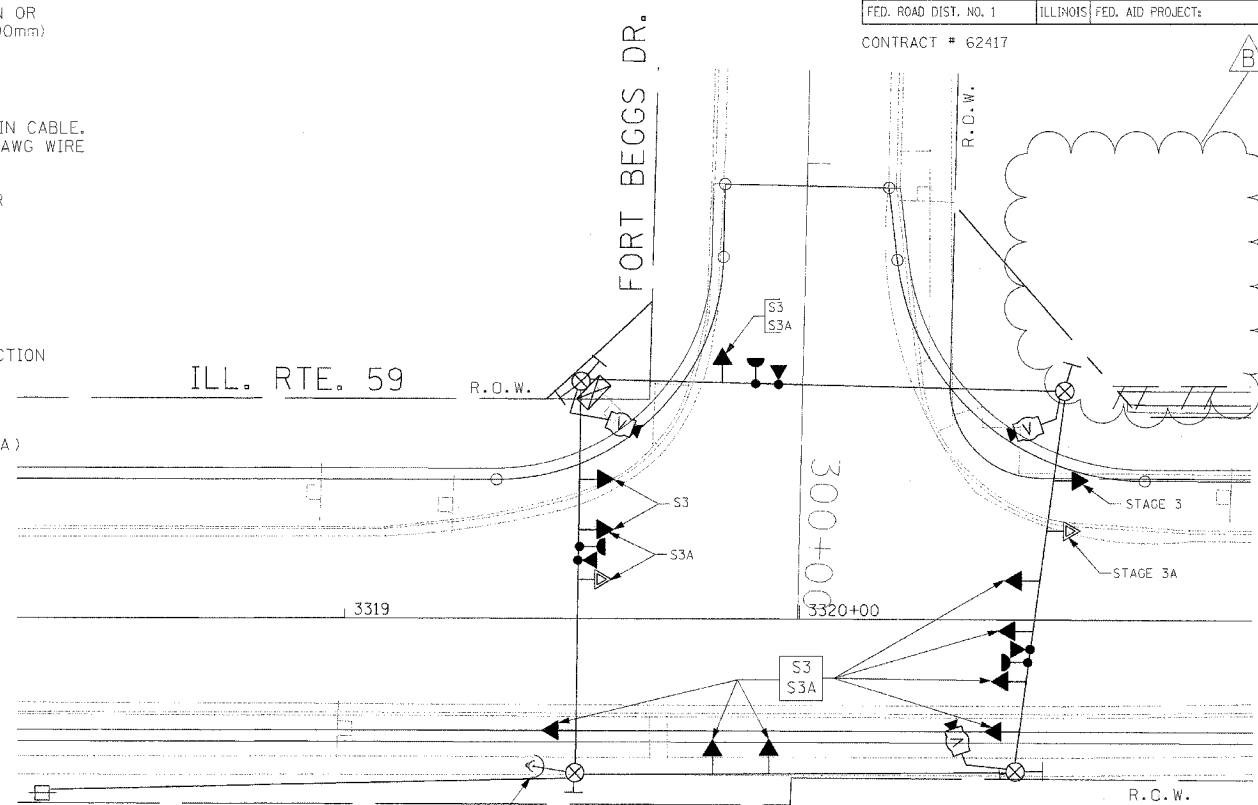 N OR
00mm)
IN CABLE.
AWG WIRE
R
CTION
A)
FED. ROAD DIST. NO. 1
ILLINOIS
FED. AID PROJECT:
CONTRACT # 62417
B
FORT BEGGS DR.
R.O.W.
ILL. RTE. 59
R.O.W.
S3
S3A
V
V
S3
S3A
300+00
STAGE 3
STAGE 3A
3319
3320+00
S3
S3A
V
R.O.W.